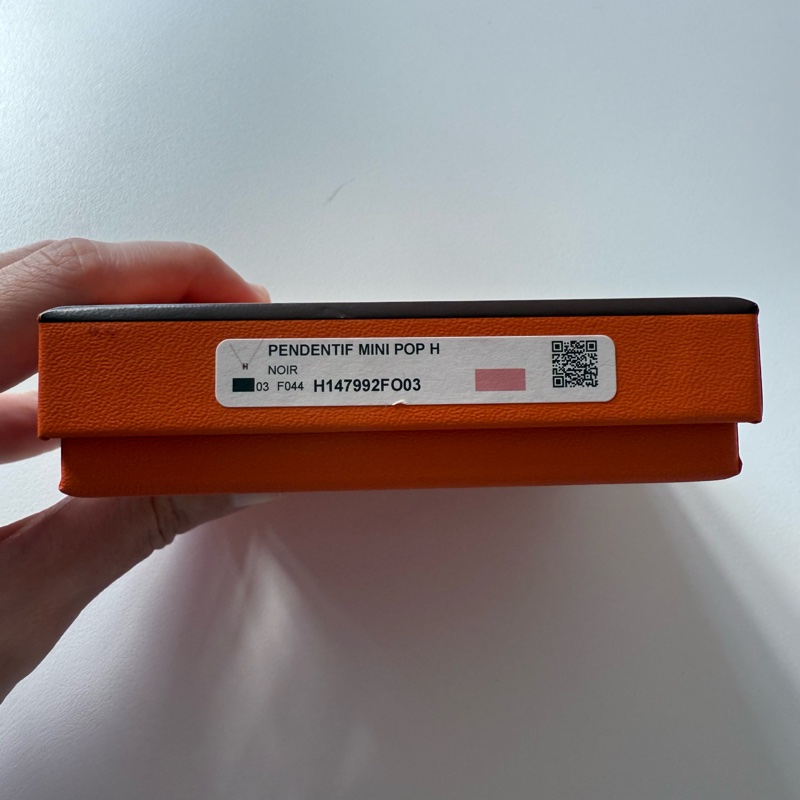 PENDENTIF MINI POP H
NOIR
03 F044 H147992FO03
H